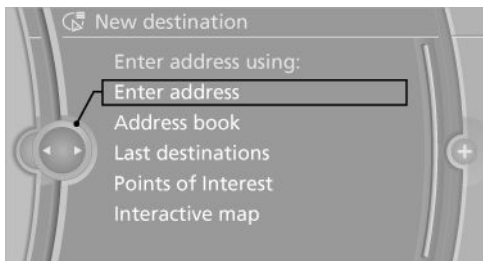 New destination
Enter address using:
Enter address
Address book
Last destinations
Points of Interest
Interactive map